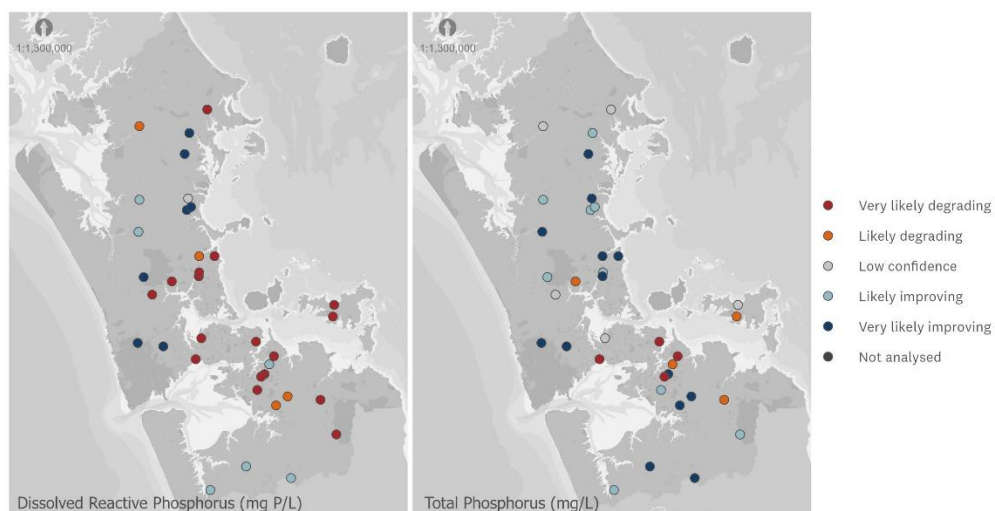 1:1,300,000
1:1,300,000
Very likely degrading
Likely degrading
Low confidence
Likely improving
Very likely improving
Not analysed
Dissolved Reactive Phosphorus (mg P/L)
Total Phosphorus (mg/L)